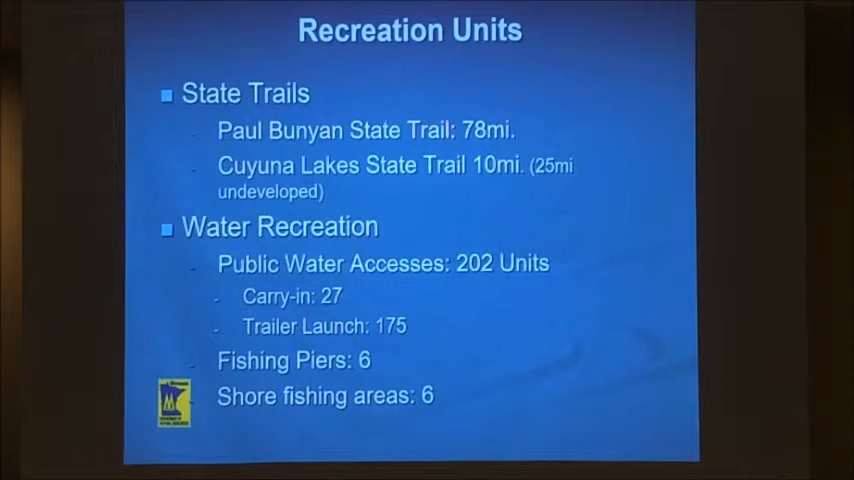 Recreation Units
State Trails
Paul Bunyan State Trail: 78mi.
Cuyuna Lakes State Trail 10mi. (25mi
undeveloped)
Water Recreation
Public Water Accesses: 202 Units
Carry-in: 27
Trailer Launch: 175
Fishing Piers: 6
Shore fishing areas: 6